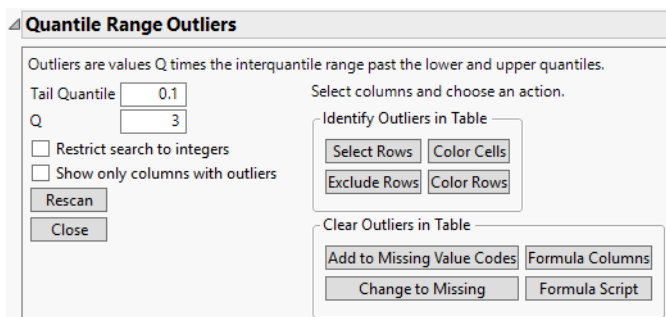 Quantile Range Outliers
Outliers are values Q times the interquantile range past the lower and upper quantiles.
Tail Quantile 0.1
Q 3
Restrict search to integers
Show only columns with outliers
Rescan
Close
Select columns and choose an action.
Identify Outliers in Table
Select Rows Color Cells
Exclude Rows Color Rows
Clear Outliers in Table
Add to Missing Value Codes Formula Columns
Change to Missing Formula Script